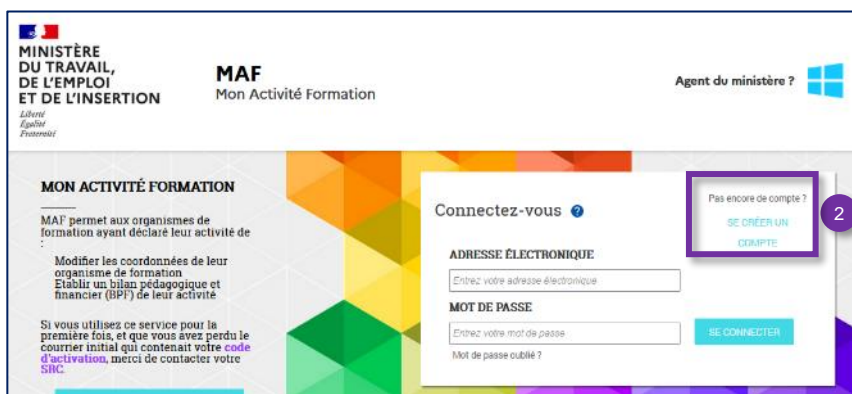 MINISTÈRE
DU TRAVAIL,
DE L'EMPLOI
ET DE L'INSERTION
Liberté
Égalité
Fraternité
MAF
Mon Activité Formation
Agent du ministère ?
MON ACTIVITÉ FORMATION
MAF permet aux organismes de
formation ayant déclaré leur activité de
:
Modifier les coordonnées de leur
organisme de formation
Etablir un bilan pédagogique et
financier (BPF) de leur activité
Si vous utilisez ce service pour la
première fois, et que vous avez perdu le
courrier initial qui contenait votre code
d'activation, merci de contacter votre
SRC.
Connectez-vous ?
Pas encore de compte ?
SE CRÉER UN
COMPTE
2
ADRESSE ÉLECTRONIQUE
Entrez votre adresse électronique
MOT DE PASSE
Entrez votre mot de passe
SE CONNECTER
Mot de passe oublié ?